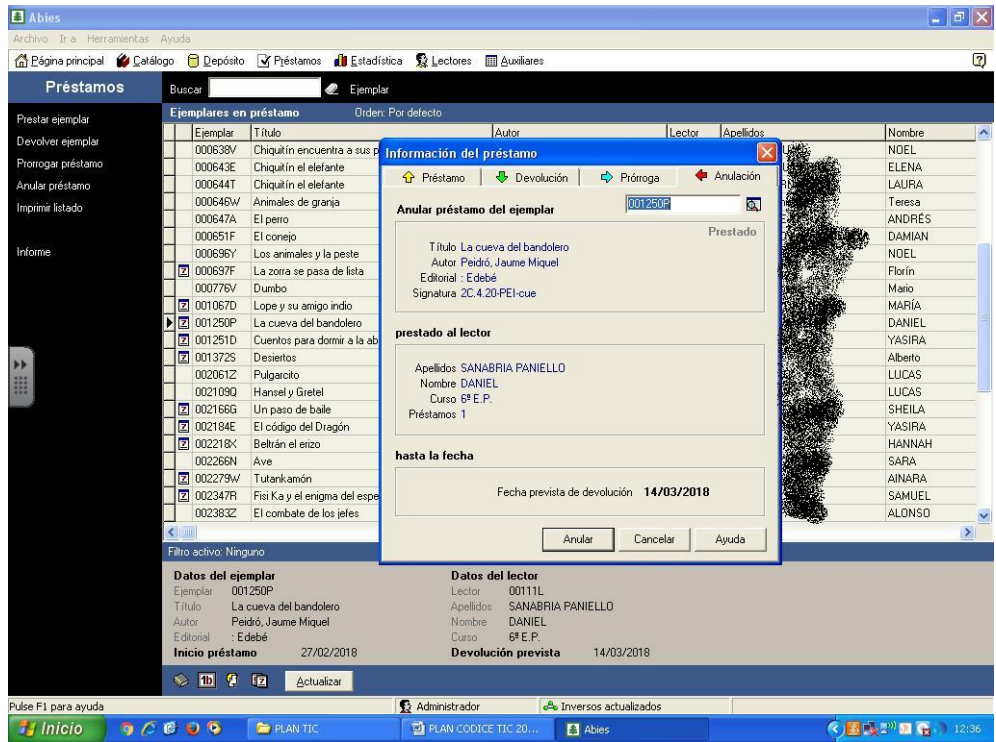 Abies
Archivo Ir a Herramientas Ayuda
Página principal Catálogo Depósito Préstamos Estadística Lectores Auxiliares
Préstamos
Buscar Ejemplar
Prestar ejemplar
Devolver ejemplar
Prorrogar préstamo
Anular préstamo
Imprimir listado
Informe
Ejemplares en préstamo Orden: Por defecto
Ejemplar Título Autor Lector Apellidos Nombre
000638V Chiquitín encuentra a sus p NOEL
000643E Chiquitín el elefante ELENA
000644T Chiquitín el elefante LAURA
000646W Animales de granja Teresa
000647A El perro ANDRÉS
000651F El conejo DAMIAN
000696Y Los animales y la peste NOEL
000697F La zorra se pasa de lista Florín
000776V Dumbo Mario
001067D Lope y su amigo indio MARÍA
001250P La cueva del bandolero DANIEL
001251D Cuentos para dormir a la ab YASIRA
001372S Desiertos Alberto
002061Z Pulgarcito LUCAS
002109Q Hansel y Gretel LUCAS
002166G Un paso de baile SHEILA
002184E El código del Dragón YASIRA
002218X Beltrán el erizo HANNAH
002266N Ave SARA
002279W Tutankamón AINARA
002347R Fisi Ka y el enigma del espe SAMUEL
002383Z El combate de los jefes ALONSO
Información del préstamo
Préstamo Devolución Prórroga Anulación
Anular préstamo del ejemplar 001250P
Prestado
Título La cueva del bandolero
Autor Peidró, Jaume Miquel
Editorial : Edebé
Signatura 2C.4.20-PEI-cue
prestado al lector
Apellidos SANABRIA PANIELLO
Nombre DANIEL
Curso 6º E.P.
Préstamos 1
hasta la fecha
Fecha prevista de devolución 14/03/2018
Anular Cancelar Ayuda
Filtro activo: Ninguno
Datos del ejemplar
Ejemplar 001250P
Título La cueva del bandolero
Autor Peidró, Jaume Miquel
Editorial : Edebé
Inicio préstamo 27/02/2018
Datos del lector
Lector 00111L
Apellidos SANABRIA PANIELLO
Nombre DANIEL
Curso 6º E.P.
Devolución prevista 14/03/2018
1b Actualizar
Pulse F1 para ayuda Administrador Inversos actualizados
Inicio PLAN TIC PLAN CODICE TIC 20... Abies 12:36